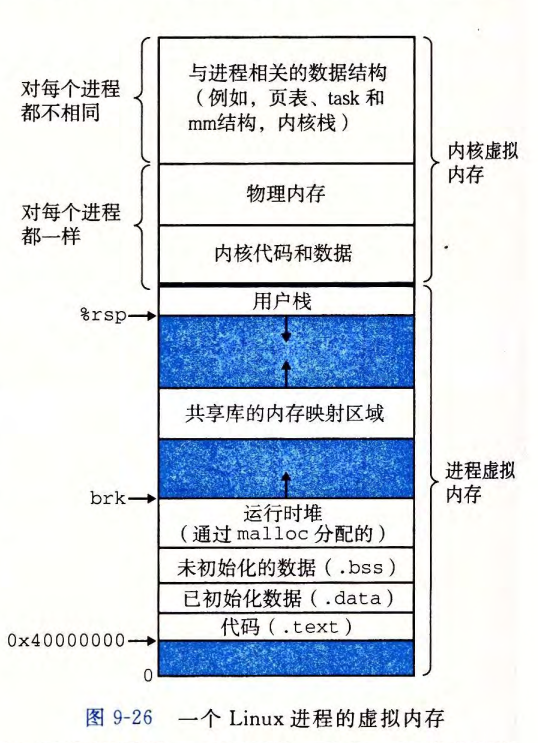 对每个进程
都不相同
与进程相关的数据结构
（例如，页表、task 和
mm结构，内核栈）
内核虚拟
内存
对每个进程
都一样
物理内存
内核代码和数据
用户栈
%rsp
共享库的内存映射区域
进程虚拟
内存
brk
运行时堆
（通过 malloc 分配的）
未初始化的数据（.bss）
已初始化数据（.data）
代码（.text）
0x40000000
0
图 9-26 一个 Linux 进程的虚拟内存